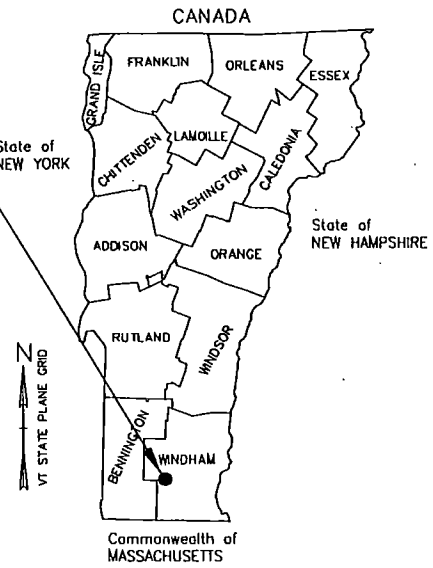 CANADA
FRANKLIN
ORLEANS
ESSEX
GRAND ISLE
LAMOILLE
CHITTENDEN
CALEDONIA
State of
NEW YORK
WASHINGTON
ADDISON
ORANGE
State of
NEW HAMPSHIRE
RUTLAND
WINDSOR
N
VT STATE PLANE GRID
BENNINGTON
WINDHAM
Commonwealth of
MASSACHUSETTS